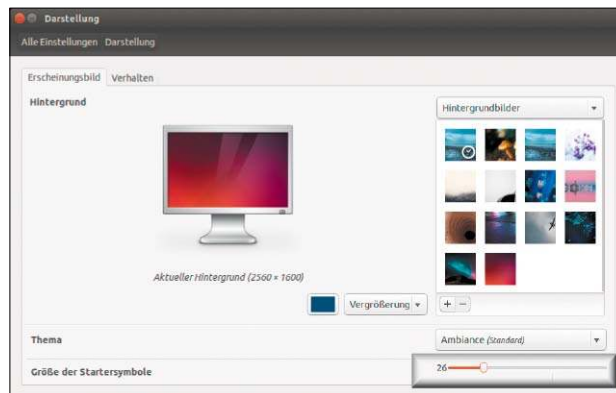 Darstellung
Alle Einstellungen Darstellung
Erscheinungsbild Verhalten
Hintergrund
Hintergrundbilder
Aktueller Hintergrund (2560 × 1600)
Vergrößerung
+ −
Thema
Ambiance (Standard)
Größe der Startersymbole
26